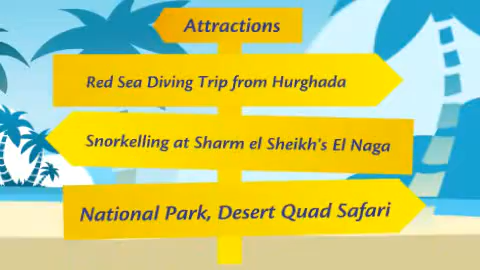 Attractions
Red Sea Diving Trip from Hurghada
Snorkelling at Sharm el Sheikh's El Naga
National Park, Desert Quad Safari